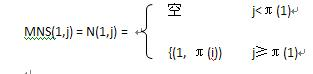 空 j<π(1)
MNS(1,j) = N(1,j) =
{(1, π(i)) j≥π(1)